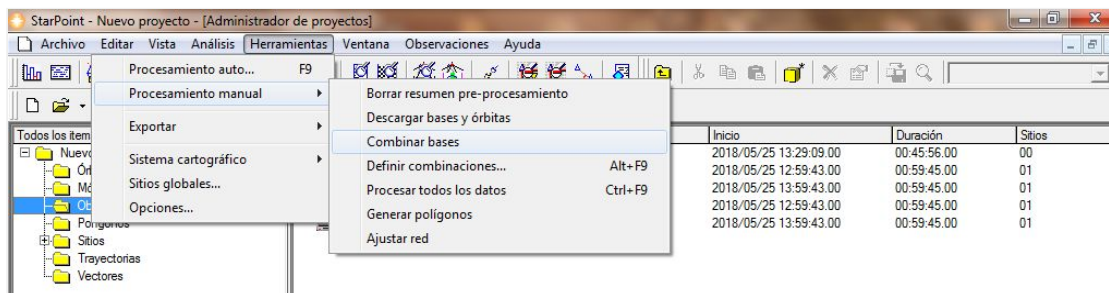 StarPoint - Nuevo proyecto - [Administrador de proyectos]
Archivo Editar Vista Análisis Herramientas Ventana Observaciones Ayuda
Procesamiento auto... F9
Procesamiento manual
Exportar
Sistema cartográfico
Sitios globales...
Opciones...
Borrar resumen pre-procesamiento
Descargar bases y órbitas
Combinar bases
Definir combinaciones... Alt+F9
Procesar todos los datos Ctrl+F9
Generar polígonos
Ajustar red
Todos los item
Nuevo
Polígonos
Sitios
Trayectorias
Vectores
Inicio Duración Sitios
2018/05/25 13:29:09.00 00:45:56.00 00
2018/05/25 12:59:43.00 00:59:45.00 01
2018/05/25 13:59:43.00 00:59:45.00 01
2018/05/25 12:59:43.00 00:59:45.00 01
2018/05/25 13:59:43.00 00:59:45.00 01